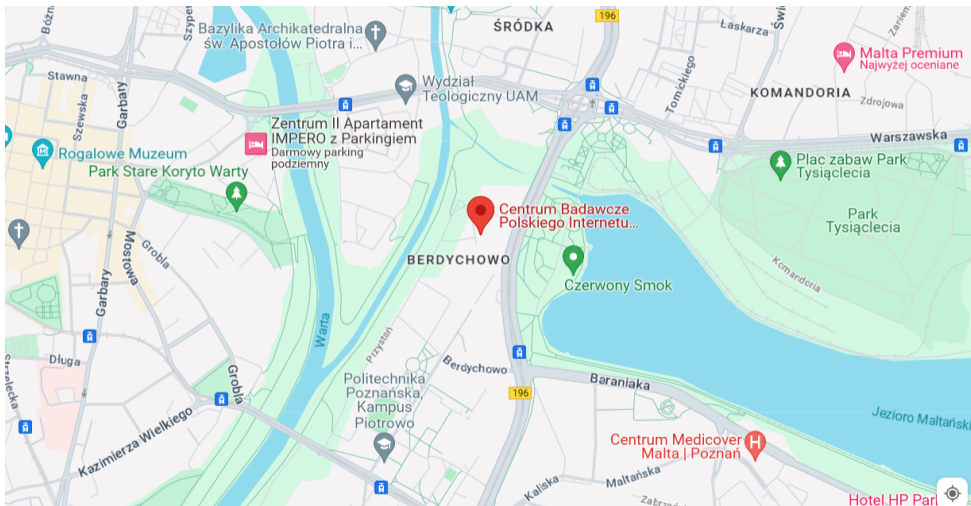 196
ŚRÓDKA
Bazylika Archikatedralna
św. Apostołów Piotra i...
Łaskarza
Malta Premium
Najwyżej oceniane
Stawna
Szewska
Garbary
Wydział
Teologiczny UAM
Tomickiego
KOMANDORIA
Zdrojowa
Zentrum II Apartament
IMPERO z Parkingiem
Darmowy parking
podziemny
Warszawska
Rogalowe Muzeum
Park Stare Koryto Warty
Plac zabaw Park
Tysiąclecia
Centrum Badawcze
Polskiego Internetu...
Park
Tysiąclecia
Mostowa
Grobla
BERDYCHOWO
Komandoria
Garbary
Czerwony Smok
Warta
Przystań
Długa
Strzelecka
Grobla
Berdychowo
Politechnika
Poznańska,
Kampus
Piotrowo
196
Baraniaka
Jezioro Maltański
Kazimierza Wielkiego
Centrum Medicover
Malta | Poznań
H
Kaliska
Maltańska
Hotel HP Par